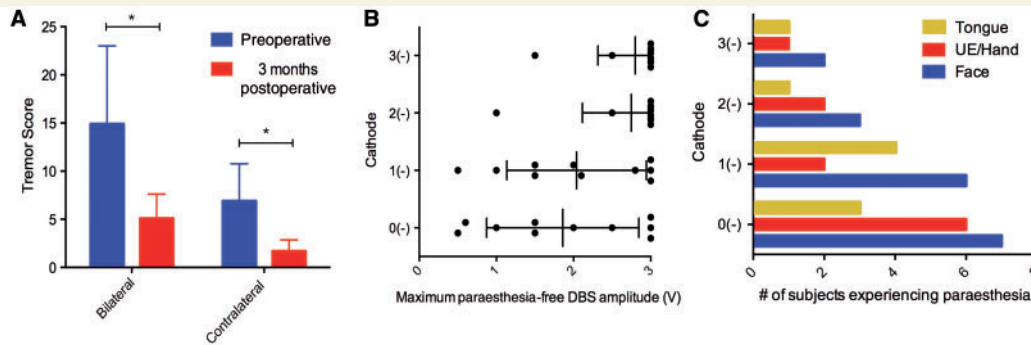 A
25
20
15
10
5
0
Tremor Score
*
*
Preoperative
3 months
postoperative
Bilateral
Contralateral
B
3(-)
2(-)
1(-)
0(-)
Cathode
0
1
2
3
Maximum paraesthesia-free DBS amplitude (V)
C
3(-)
2(-)
1(-)
0(-)
Cathode
Tongue
UE/Hand
Face
0
2
4
6
# of subjects experiencing paraesthesia